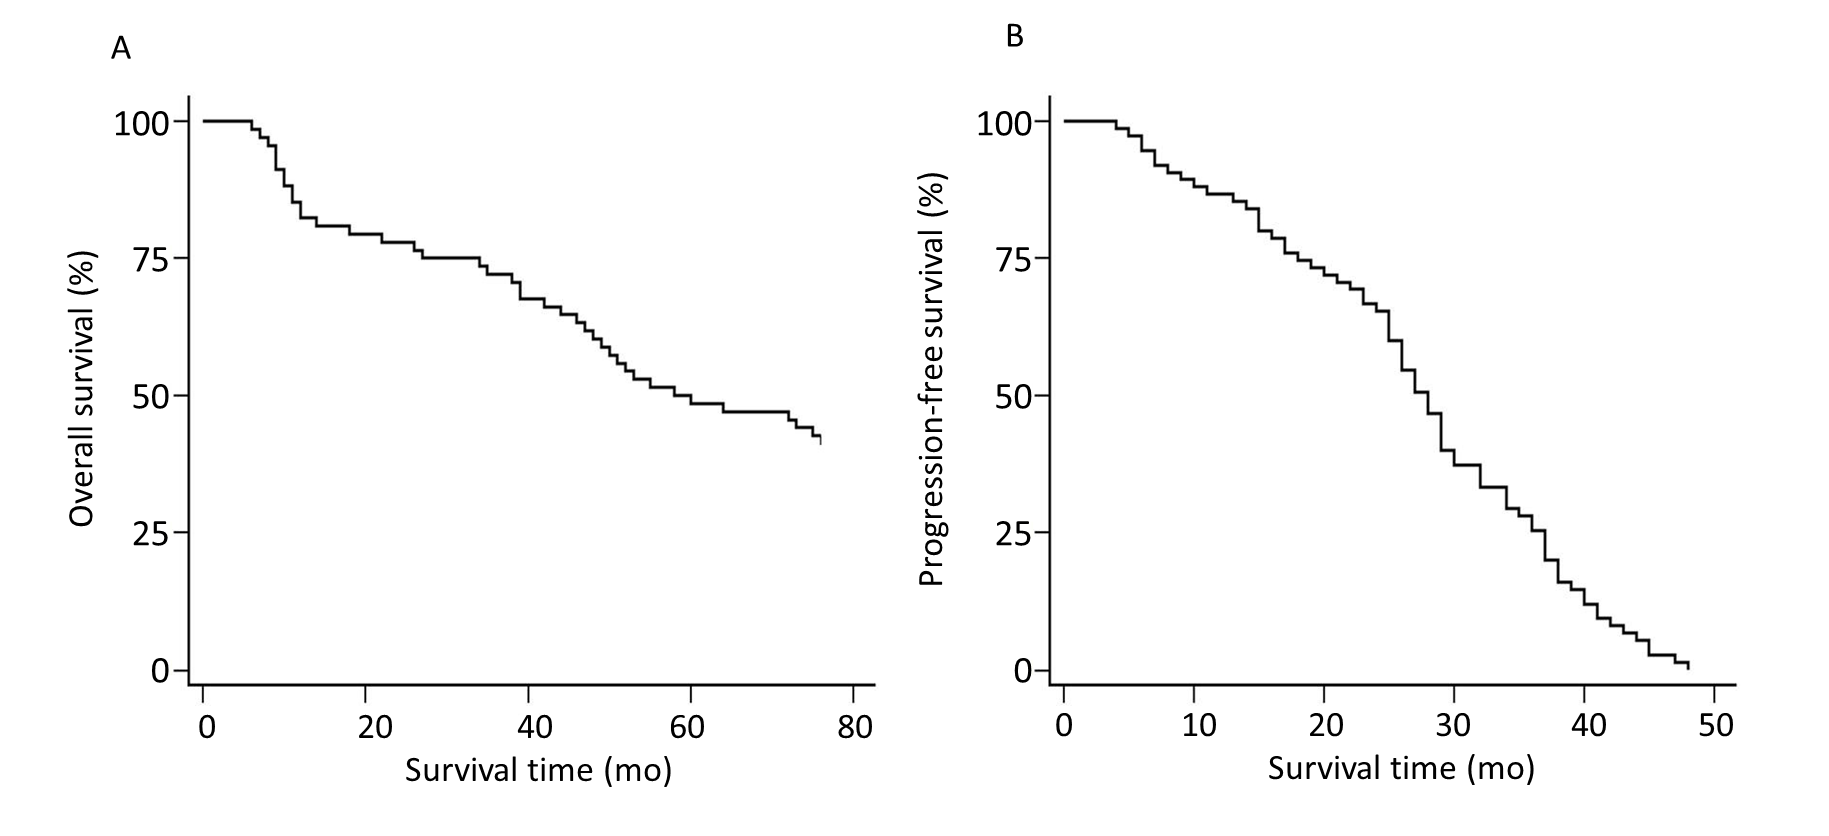 A
Overall survival (%)
100
75
50
25
0
0 20 40 60 80
Survival time (mo)
B
Progression-free survival (%)
100
75
50
25
0
0 10 20 30 40 50
Survival time (mo)